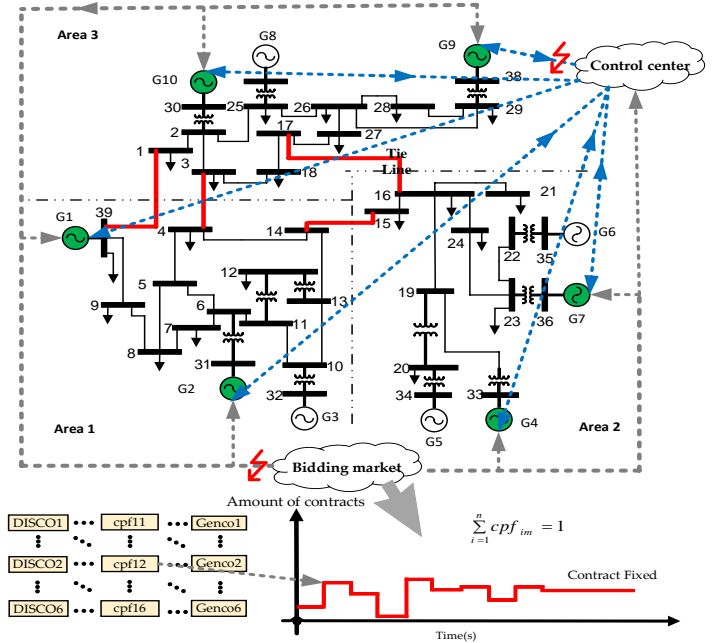 Area 3
G8
G9
Control center
G10
38
30
25
26
28
29
2
17
27
1
3
18
Tie
Line
16
21
G1
39
15
4
14
G6
24
22
35
12
5
19
13
9
6
23
36
G7
7
11
8
31
10
20
G2
32
34
33
G3
G5
G4
Area 1
Area 2
Bidding market
Amount of contracts
DISCO1
cpf11
Genco1
DISCO2
cpf12
Genco2
DISCO6
cpf16
Genco6
n
∑ cpf im = 1
i =1
Contract Fixed
Time(s)